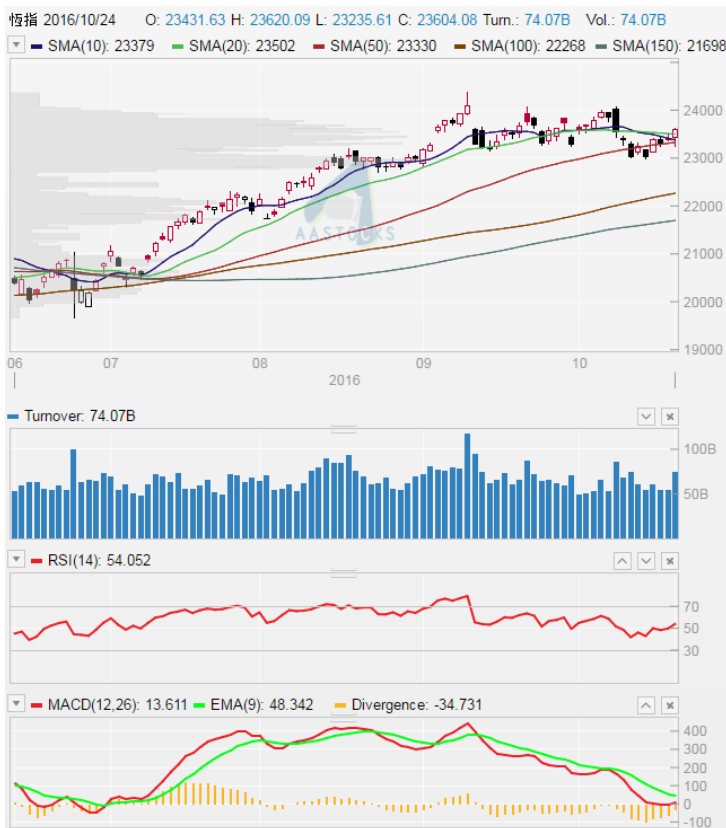 恆指 2016/10/24 O: 23431.63 H: 23620.09 L: 23235.61 C: 23604.08 Turn.: 74.07B Vol.: 74.07B
SMA(10): 23379 SMA(20): 23502 SMA(50): 23330 SMA(100): 22268 SMA(150): 21698
24000
23000
22000
AASTOCKS
21000
20000
19000
06 07 08 09 10
2016
Turnover: 74.07B
100B
50B
RSI(14): 54.052
70
50
30
MACD(12,26): 13.611 EMA(9): 48.342 Divergence: -34.731
400
300
200
100
0
-100